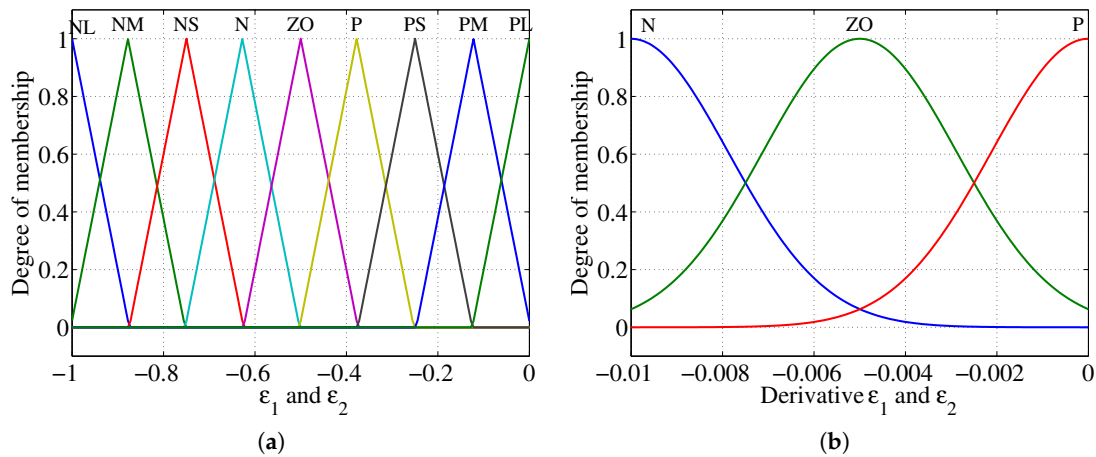 NL NM NS N ZO P PS PM PL
1
0.8
0.6
0.4
0.2
0
Degree of membership
−1 −0.8 −0.6 −0.4 −0.2 0
ε1 and ε2
(a)
N ZO P
1
0.8
0.6
0.4
0.2
0
Degree of membership
−0.01 −0.008 −0.006 −0.004 −0.002 0
Derivative ε1 and ε2
(b)